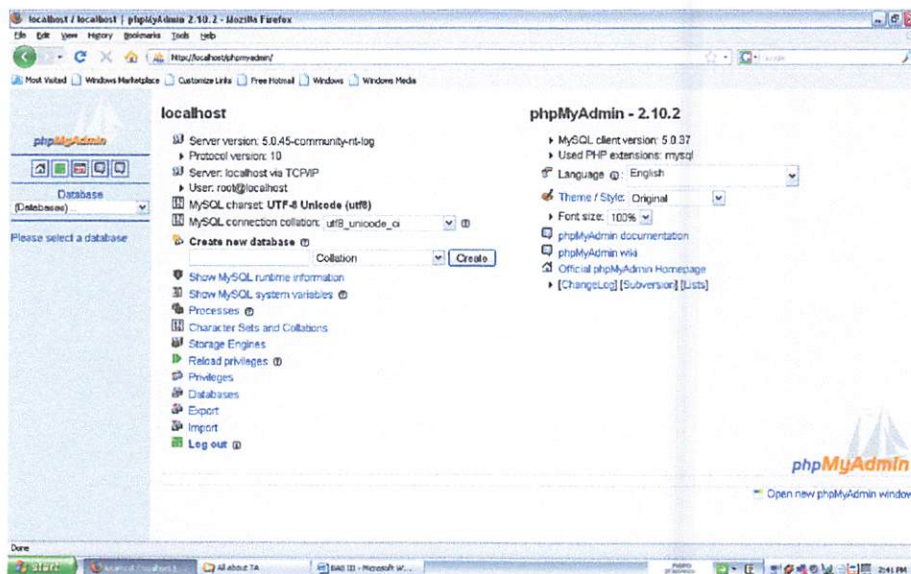 localhost / localhost | phpMyAdmin 2.10.2 - Mozilla Firefox
File Edit View History Bookmarks Tools Help
http://localhost/phpmyadmin/
Most Visited Windows Marketplace Customize Links Free Hotmail Windows Windows Media
phpMyAdmin
Database
(Databases) ...
Please select a database
localhost
Server version: 5.0.45-community-nt-log
Protocol version: 10
Server: localhost via TCP/IP
User: root@localhost
MySQL charset: UTF-8 Unicode (utf8)
MySQL connection collation: utf8_unicode_ci
Create new database
Collation Create
Show MySQL runtime information
Show MySQL system variables
Processes
Character Sets and Collations
Storage Engines
Reload privileges
Privileges
Databases
Export
Import
Log out
phpMyAdmin - 2.10.2
MySQL client version: 5.0.37
Used PHP extensions: mysql
Language: English
Theme / Style: Original
Font size: 100%
phpMyAdmin documentation
phpMyAdmin wiki
Official phpMyAdmin Homepage
[ChangeLog] [Subversion] [Lists]
phpMyAdmin
Open new phpMyAdmin window
Done
start All about TA BAB III - Microsoft W... 2:41 PM